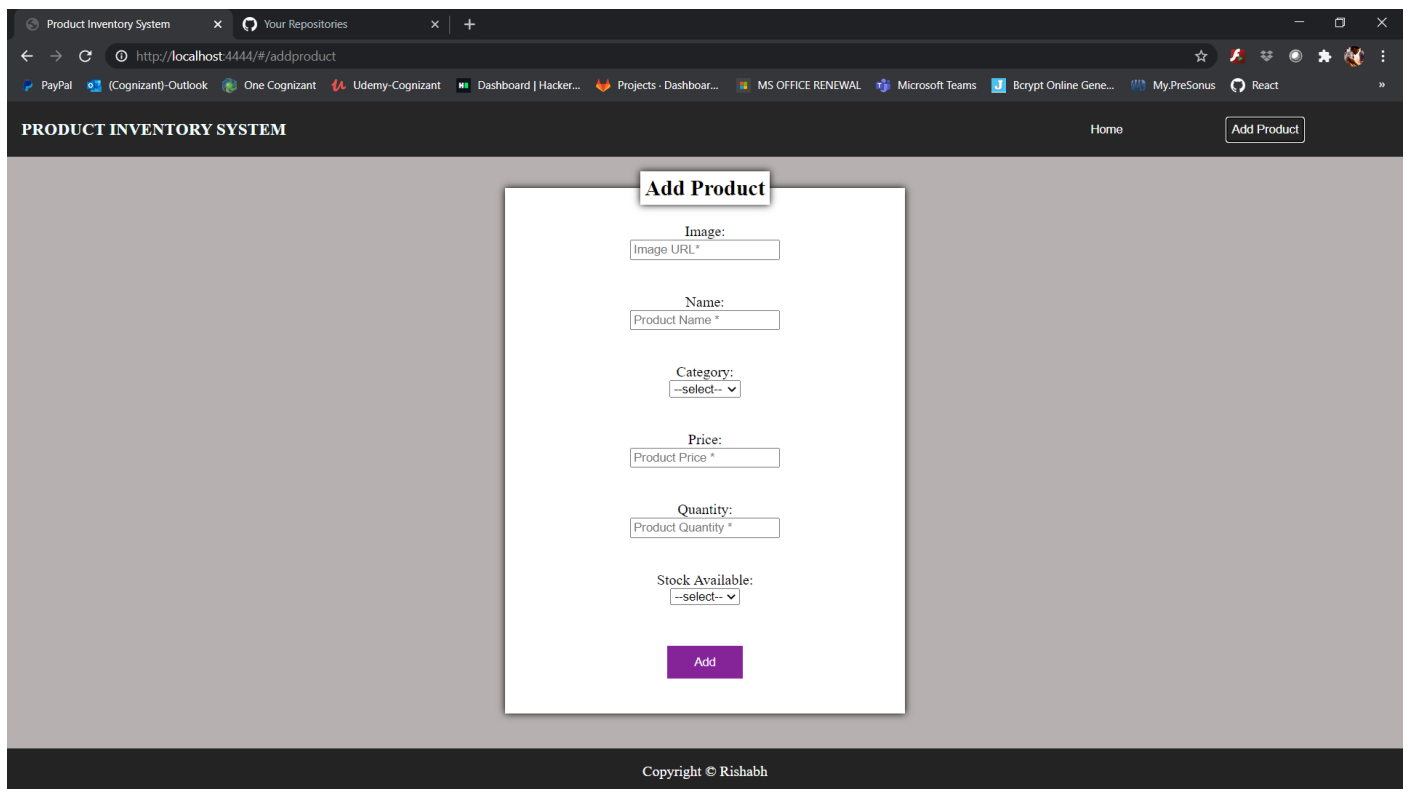 Product Inventory System
Your Repositories
http://localhost:4444/#/addproduct
PayPal (Cognizant)-Outlook One Cognizant Udemy-Cognizant Dashboard | Hacker... Projects - Dashboar... MS OFFICE RENEWAL Microsoft Teams Bcrypt Online Gene... My.PreSonus React »
PRODUCT INVENTORY SYSTEM Home Add Product
Add Product
Image:
Image URL*
Name:
Product Name *
Category:
--select--
Price:
Product Price *
Quantity:
Product Quantity *
Stock Available:
--select--
Add
Copyright © Rishabh